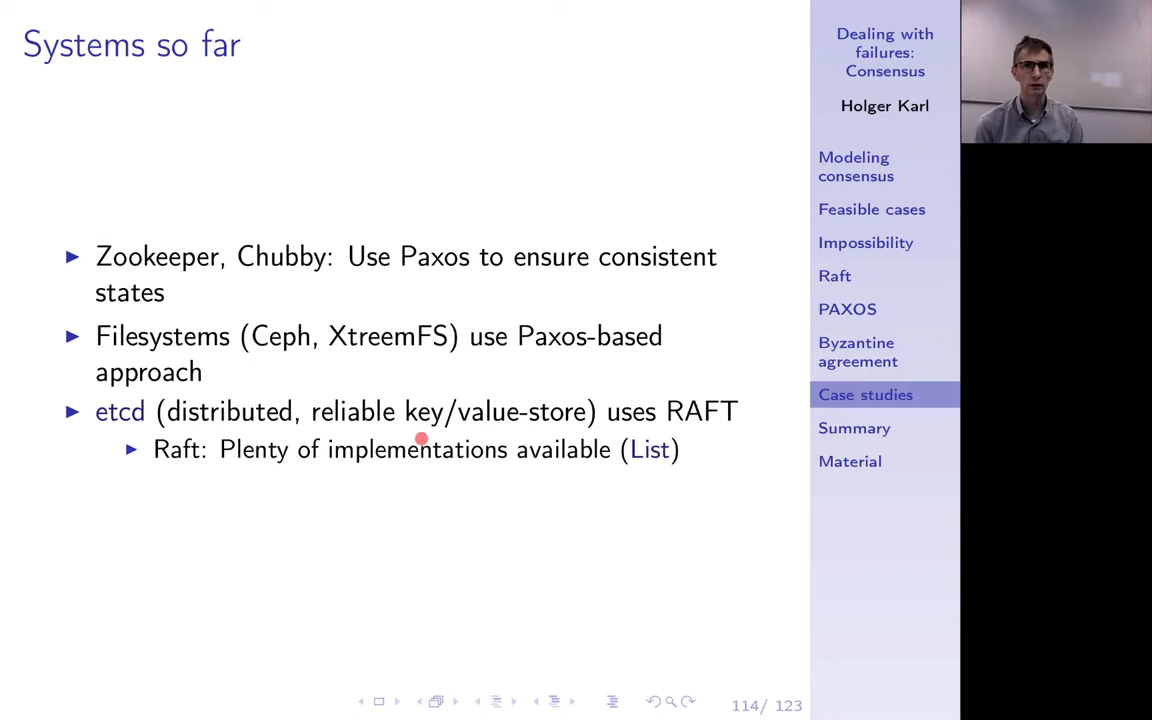 Systems so far
Zookeeper, Chubby: Use Paxos to ensure consistent
states
Filesystems (Ceph, XtreemFS) use Paxos-based
approach
etcd (distributed, reliable key/value-store) uses RAFT
Raft: Plenty of implementations available (List)
114/ 123
Dealing with
failures:
Consensus
Holger Karl
Modeling
consensus
Feasible cases
Impossibility
Raft
PAXOS
Byzantine
agreement
Case studies
Summary
Material